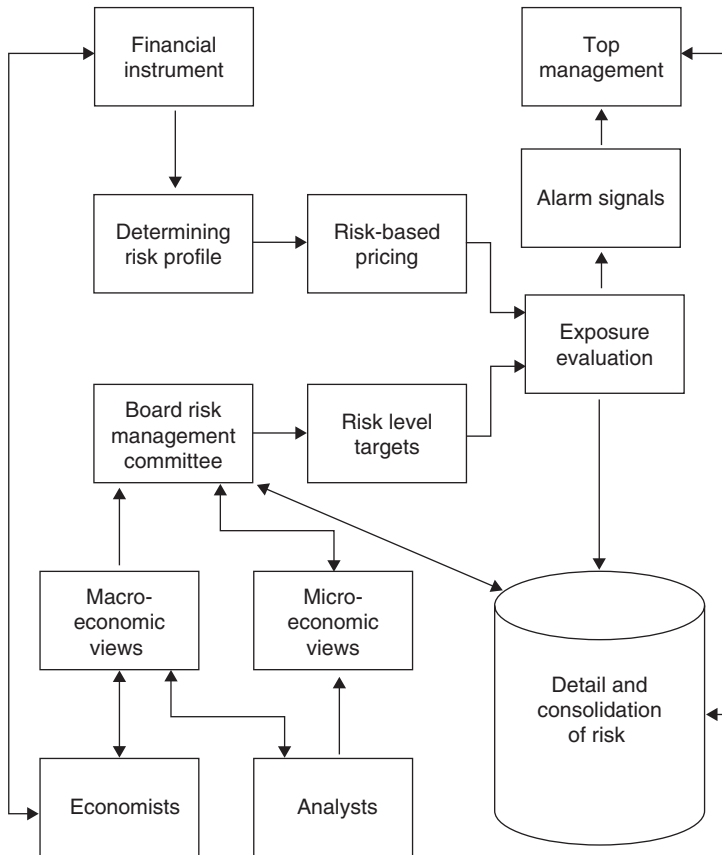 Financial
instrument
Top
management
Alarm signals
Determining
risk profile
Risk-based
pricing
Exposure
evaluation
Board risk
management
committee
Risk level
targets
Macro-
economic
views
Micro-
economic
views
Detail and
consolidation
of risk
Economists
Analysts